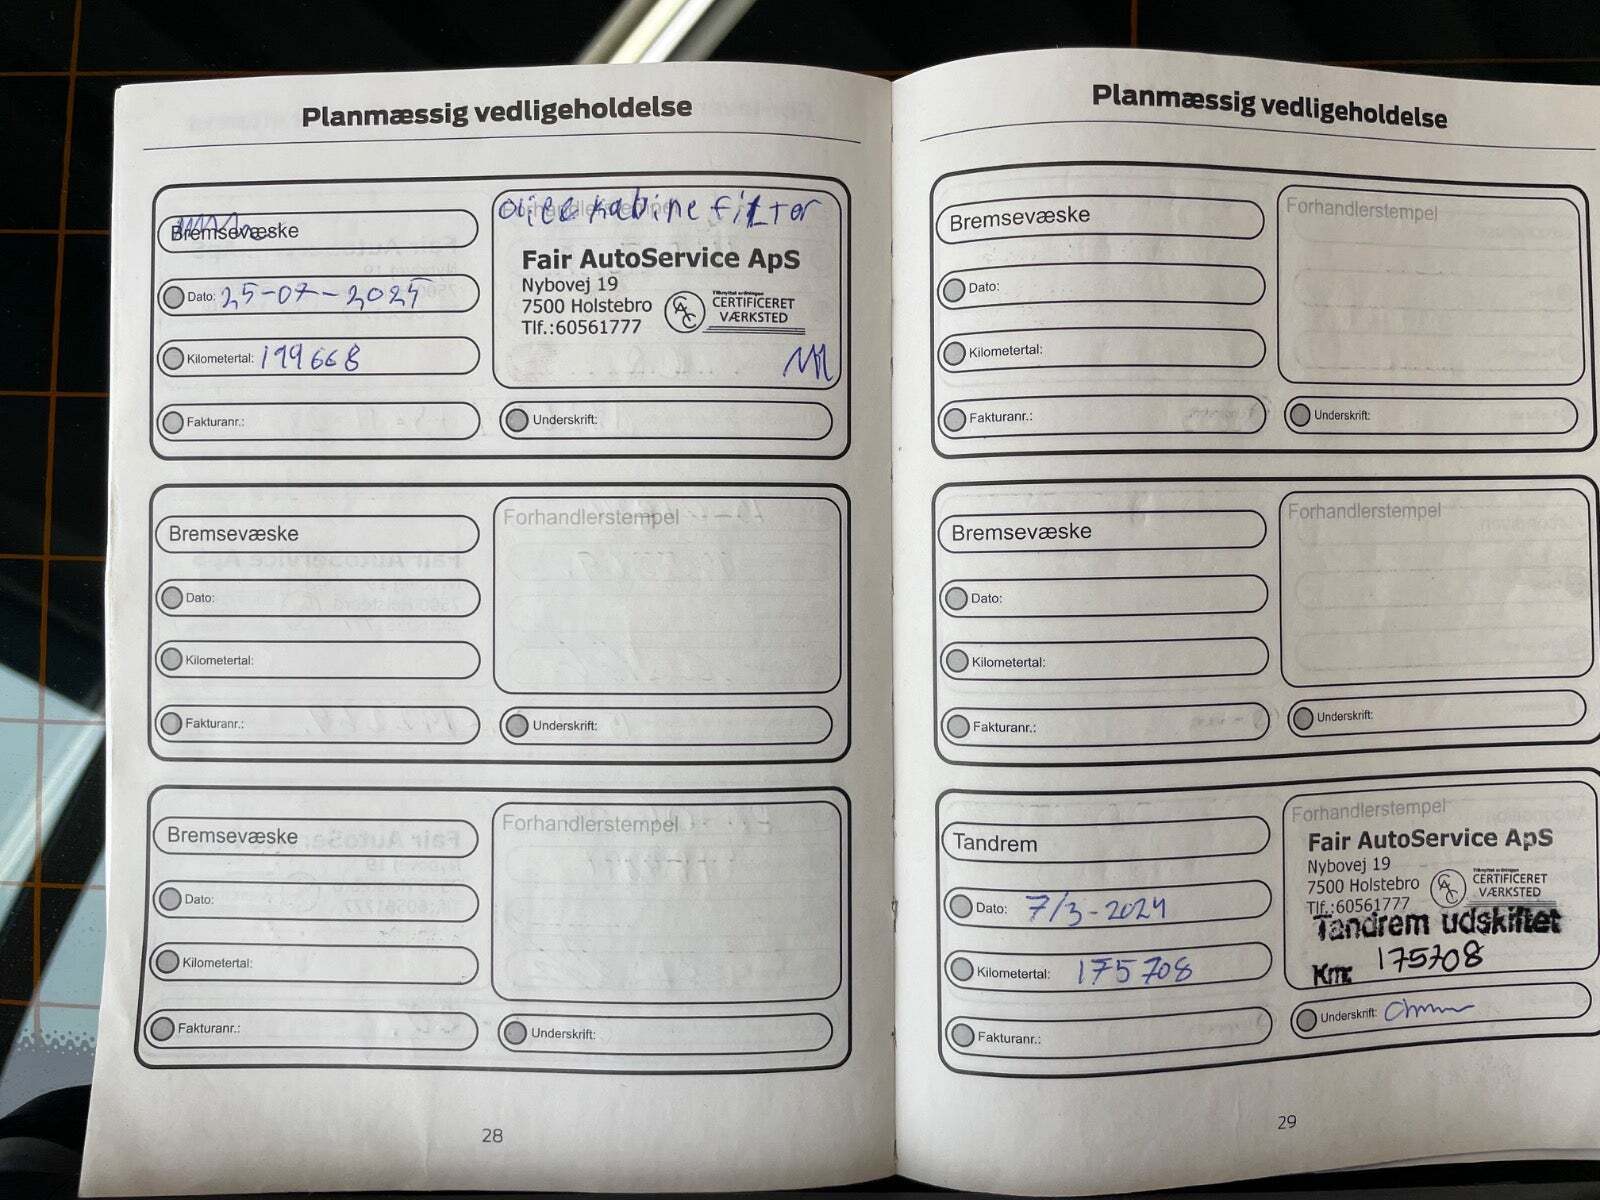 Planmæssig vedligeholdelse
Bremsevæske
Dato: 25-07-2025
Kilometertal: 199668
Fakturanr.:
Forhandlerstempel
Oliee kabine filter
Fair AutoService ApS
Nybovej 19
7500 Holstebro
Tlf.:60561777
CERTIFICERET
VÆRKSTED
Underskrift:
Bremsevæske
Dato:
Kilometertal:
Fakturanr.:
Forhandlerstempel
Underskrift:
Bremsevæske
Dato:
Kilometertal:
Fakturanr.:
Forhandlerstempel
Underskrift:
28
Planmæssig vedligeholdelse
Bremsevæske
Dato:
Kilometertal:
Fakturanr.:
Forhandlerstempel
Underskrift:
Bremsevæske
Dato:
Kilometertal:
Fakturanr.:
Forhandlerstempel
Underskrift:
Tandrem
Dato: 7/3-2024
Kilometertal: 175708
Fakturanr.:
Forhandlerstempel
Fair AutoService ApS
Nybovej 19
7500 Holstebro
Tlf.:60561777
CERTIFICERET
VÆRKSTED
Tandrem udskiftet
Km: 175708
Underskrift:
29